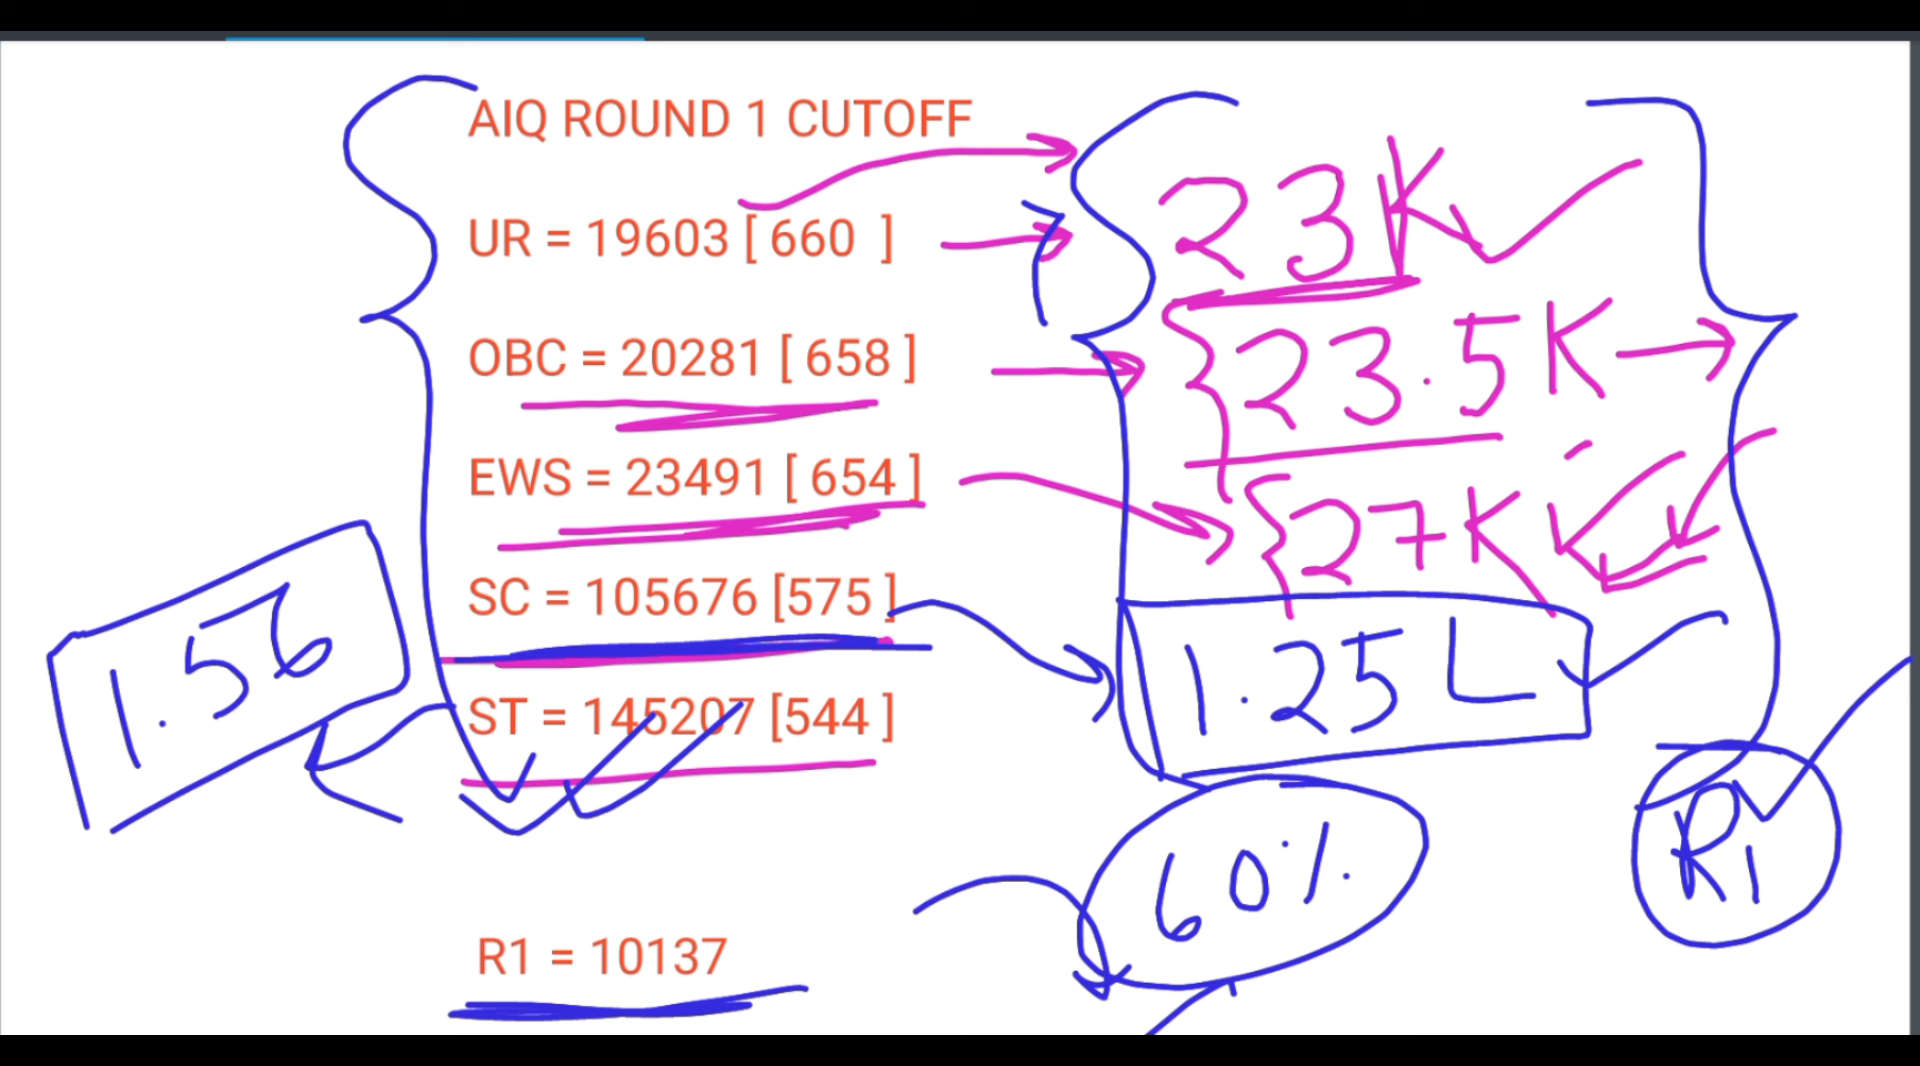 AIQ ROUND 1 CUTOFF
UR = 19603 [ 660 ]
23K
OBC = 20281 [ 658 ]
23.5K
EWS = 23491 [ 654 ]
27K
SC = 105676 [575 ]
1.25 L
1.56
ST = 145207 [544 ]
60%
R1
R1 = 10137